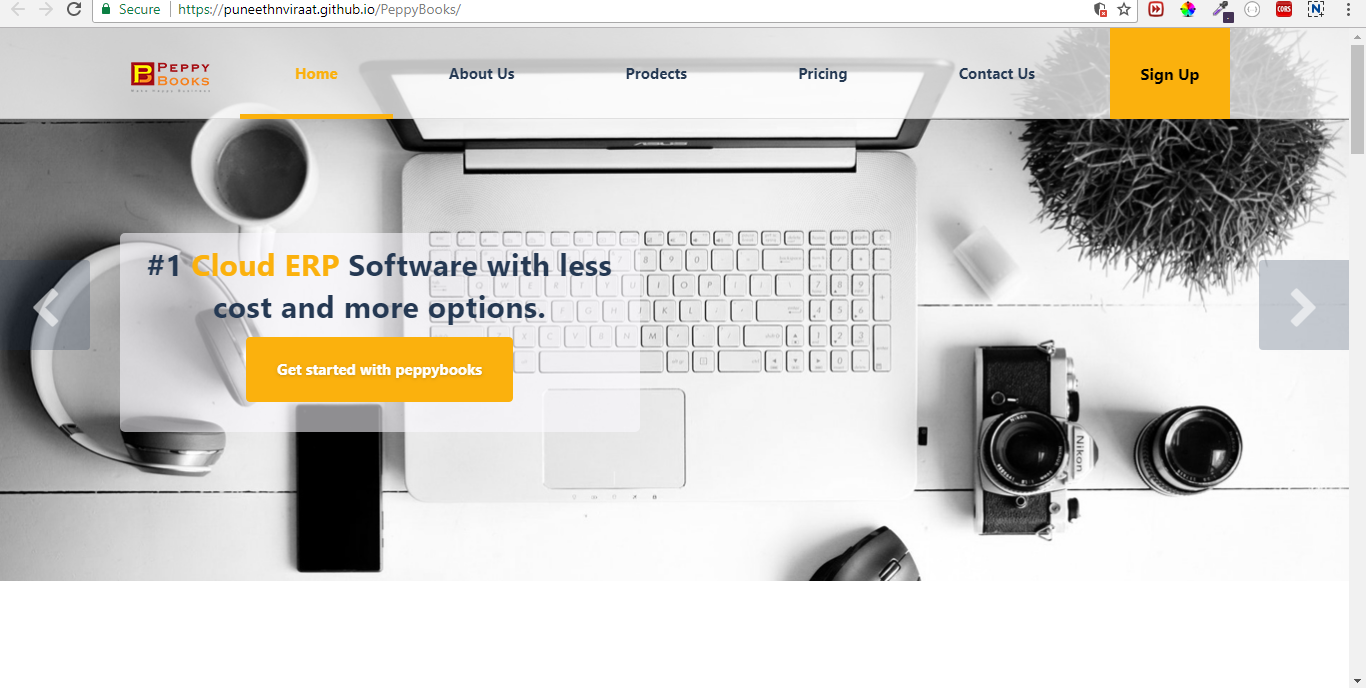 Secure https://puneethnviraat.github.io/PeppyBooks/
CORS
PEPPY
BOOKS
Home
About Us
Prodects
Pricing
Contact Us
Sign Up
ASUS
#1 Cloud ERP Software with less
cost and more options.
Get started with peppybooks
Nikon